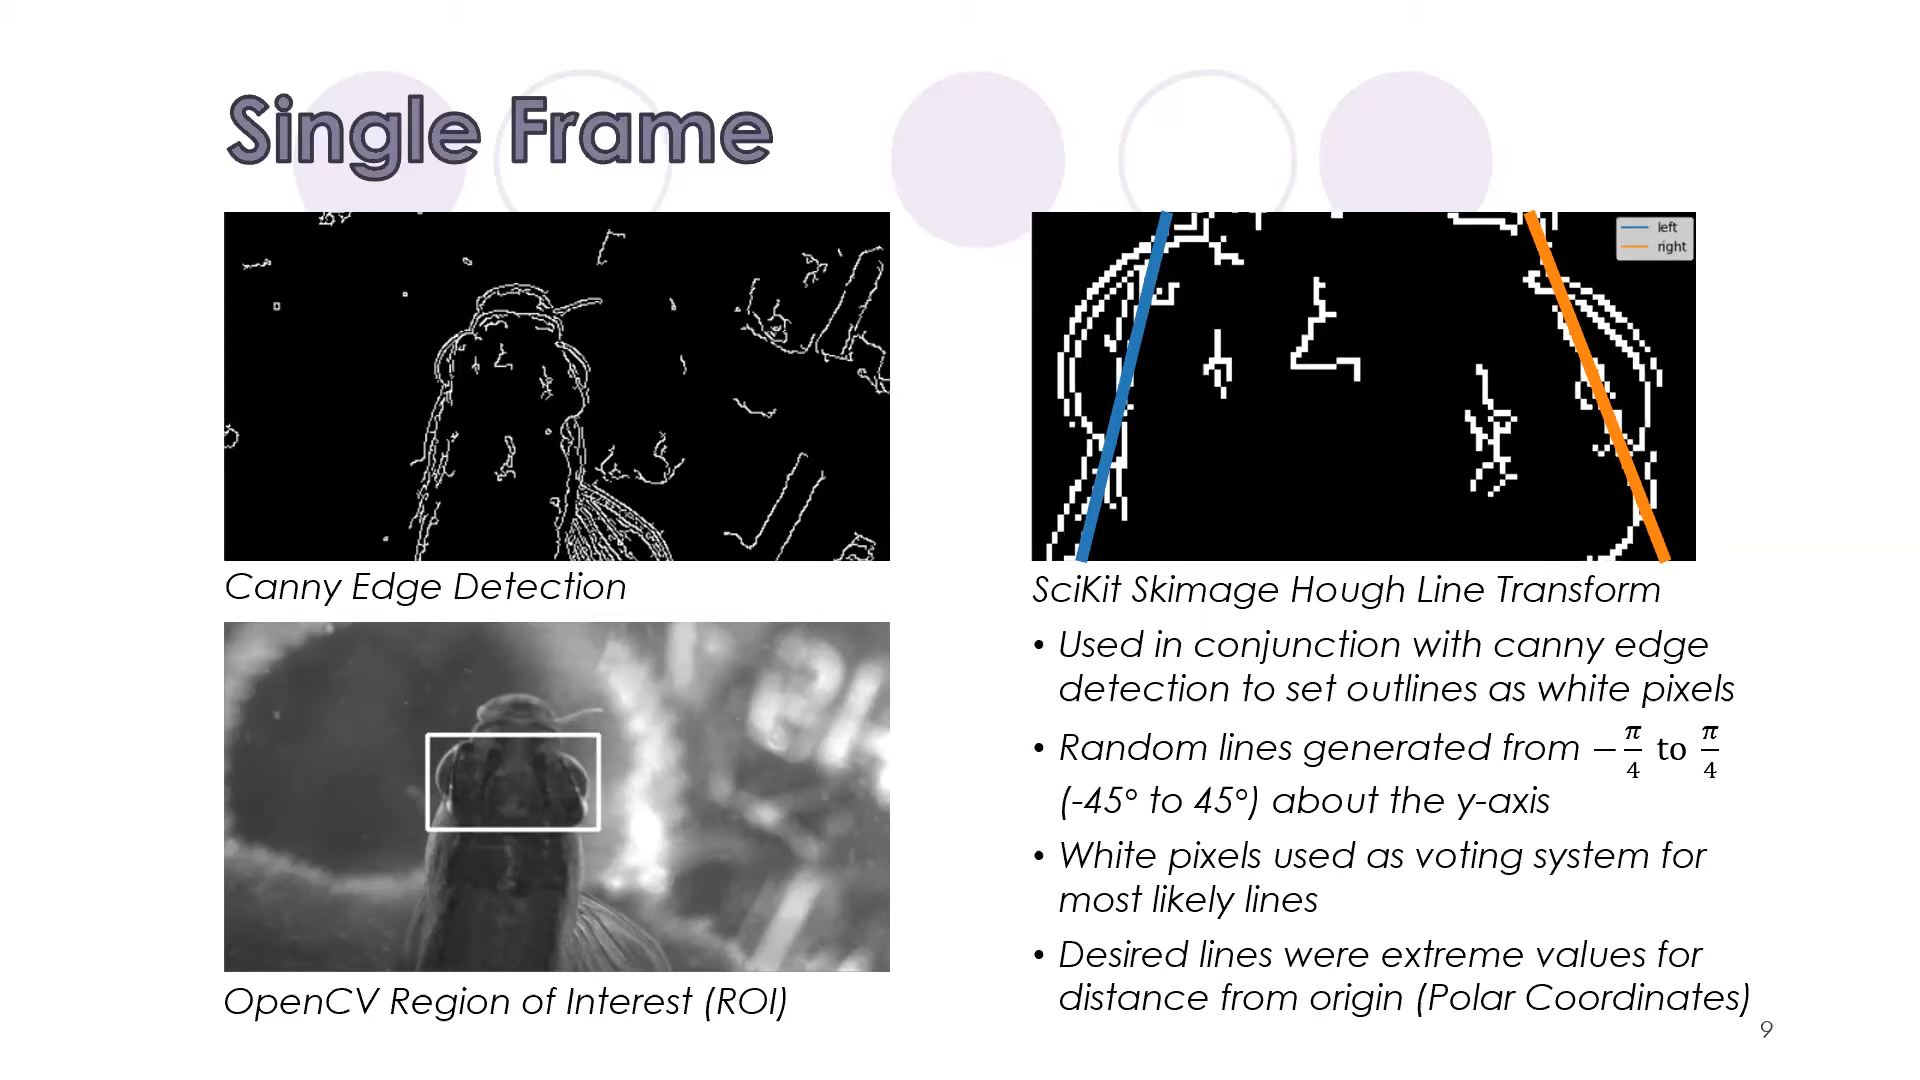 Single Frame
left
right
Canny Edge Detection
OpenCV Region of Interest (ROI)
SciKit Skimage Hough Line Transform
• Used in conjunction with canny edge
detection to set outlines as white pixels
• Random lines generated from −π/4 to π/4
(-45° to 45°) about the y-axis
• White pixels used as voting system for
most likely lines
• Desired lines were extreme values for
distance from origin (Polar Coordinates)
9